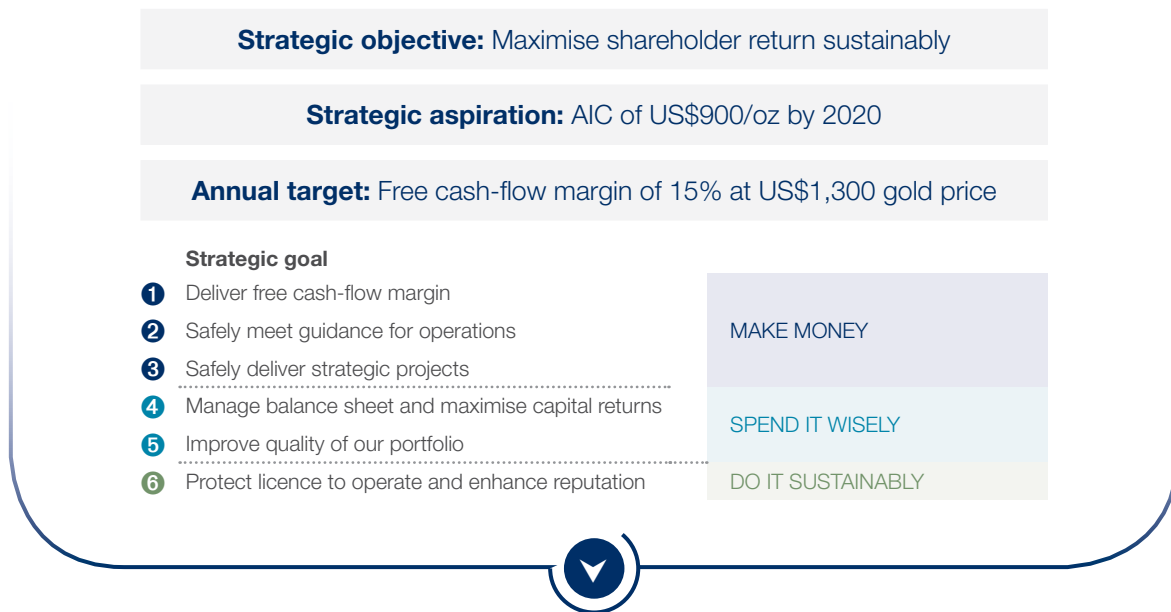 Strategic objective: Maximise shareholder return sustainably
Strategic aspiration: AIC of US$900/oz by 2020
Annual target: Free cash-flow margin of 15% at US$1,300 gold price
Strategic goal
1 Deliver free cash-flow margin
2 Safely meet guidance for operations
3 Safely deliver strategic projects
MAKE MONEY
4 Manage balance sheet and maximise capital returns
5 Improve quality of our portfolio
SPEND IT WISELY
6 Protect licence to operate and enhance reputation
DO IT SUSTAINABLY